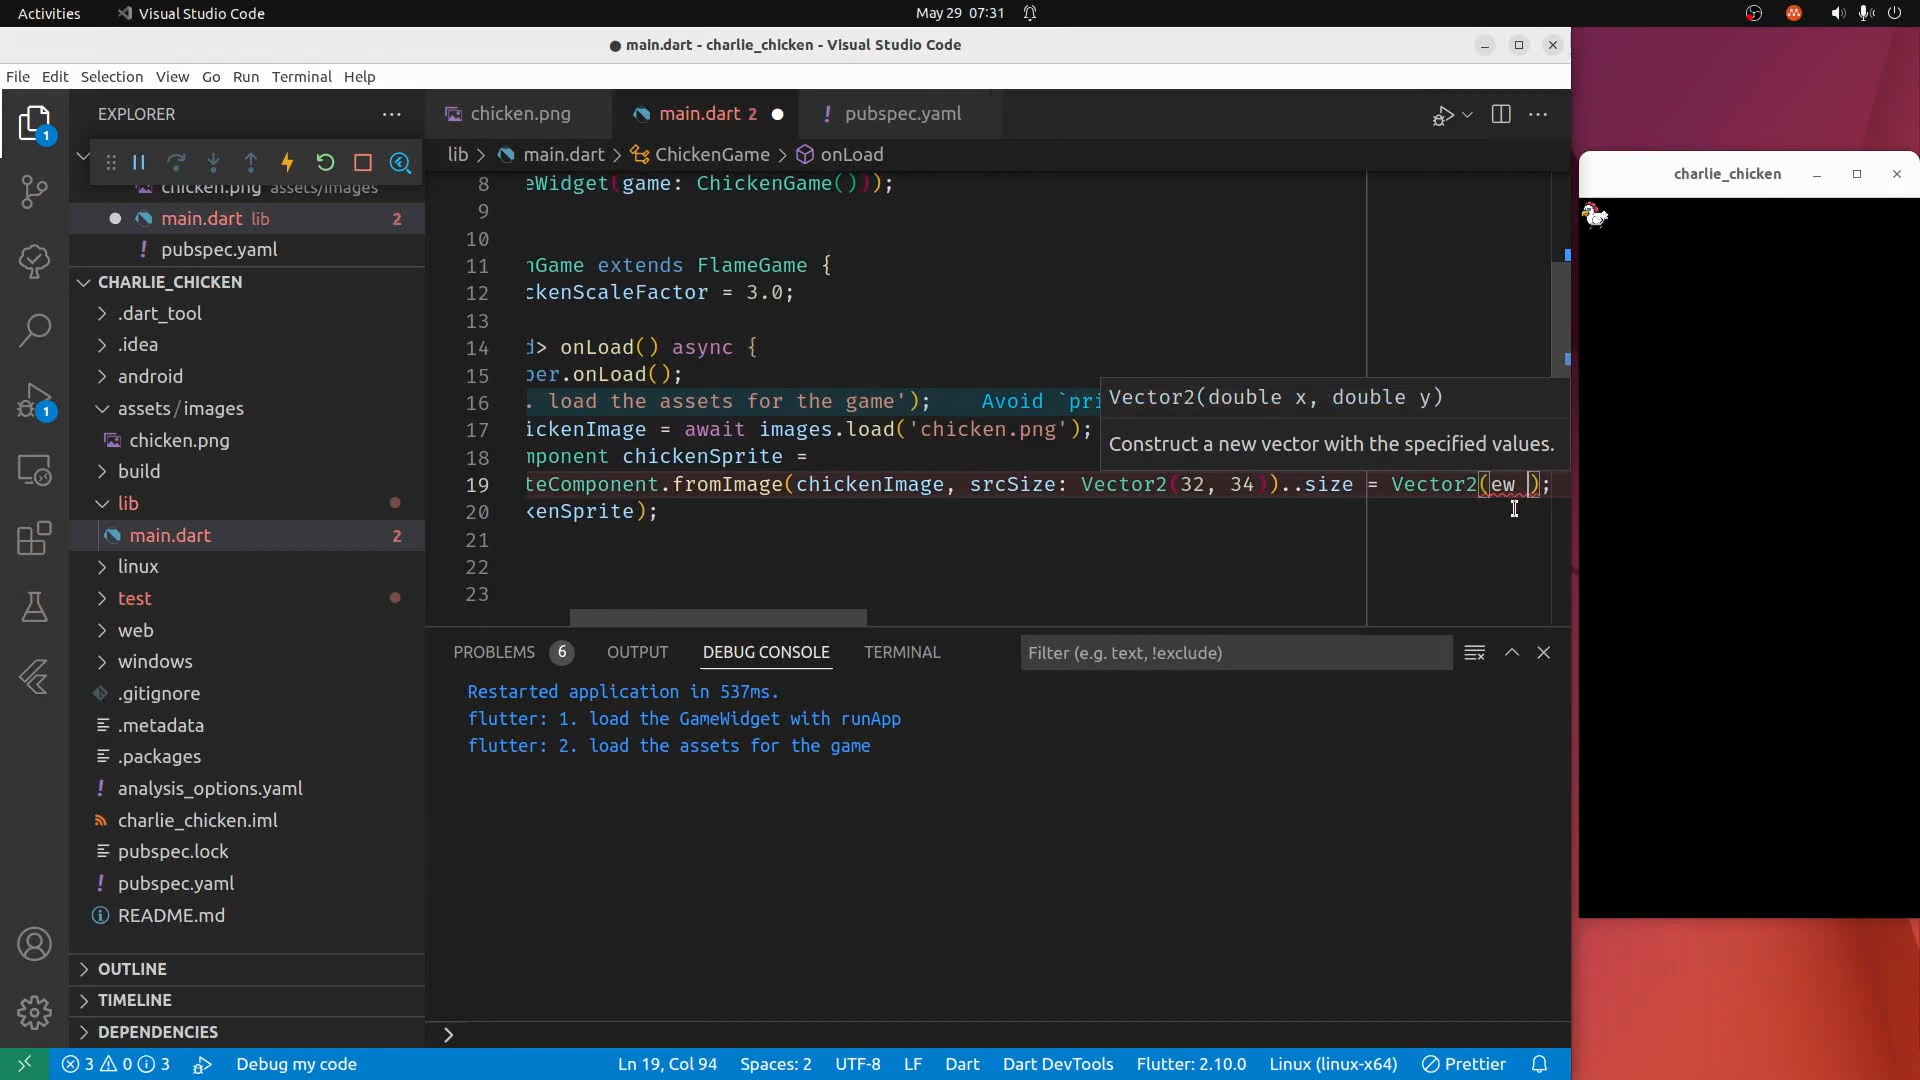 Activities
Visual Studio Code
May 29 07:31
main.dart - charlie_chicken - Visual Studio Code
File Edit Selection View Go Run Terminal Help
EXPLORER
chicken.png
main.dart 2
! pubspec.yaml
1
chicken.png assets/images
main.dart lib 2
! pubspec.yaml
CHARLIE_CHICKEN
.dart_tool
.idea
android
assets/images
chicken.png
build
lib
main.dart 2
linux
test
web
windows
.gitignore
.metadata
.packages
! analysis_options.yaml
charlie_chicken.iml
pubspec.lock
! pubspec.yaml
README.md
OUTLINE
TIMELINE
DEPENDENCIES
1
lib > main.dart > ChickenGame > onLoad
8 eWidget(game: ChickenGame()));
9
10
11 nGame extends FlameGame {
12 ckenScaleFactor = 3.0;
13
14 d> onLoad() async {
15 per.onLoad();
16 . load the assets for the game'); Avoid `pri
17 ickenImage = await images.load('chicken.png');
18 mponent chickenSprite =
19 teComponent.fromImage(chickenImage, srcSize: Vector2(32, 34))..size = Vector2(ew );
20 kenSprite);
21
22
23
Vector2(double x, double y)
Construct a new vector with the specified values.
PROBLEMS 6 OUTPUT DEBUG CONSOLE TERMINAL
Filter (e.g. text, !exclude)
Restarted application in 537ms.
flutter: 1. load the GameWidget with runApp
flutter: 2. load the assets for the game
>
3 0 3 Debug my code
Ln 19, Col 94 Spaces: 2 UTF-8 LF Dart Dart DevTools Flutter: 2.10.0 Linux (linux-x64) Prettier
charlie_chicken